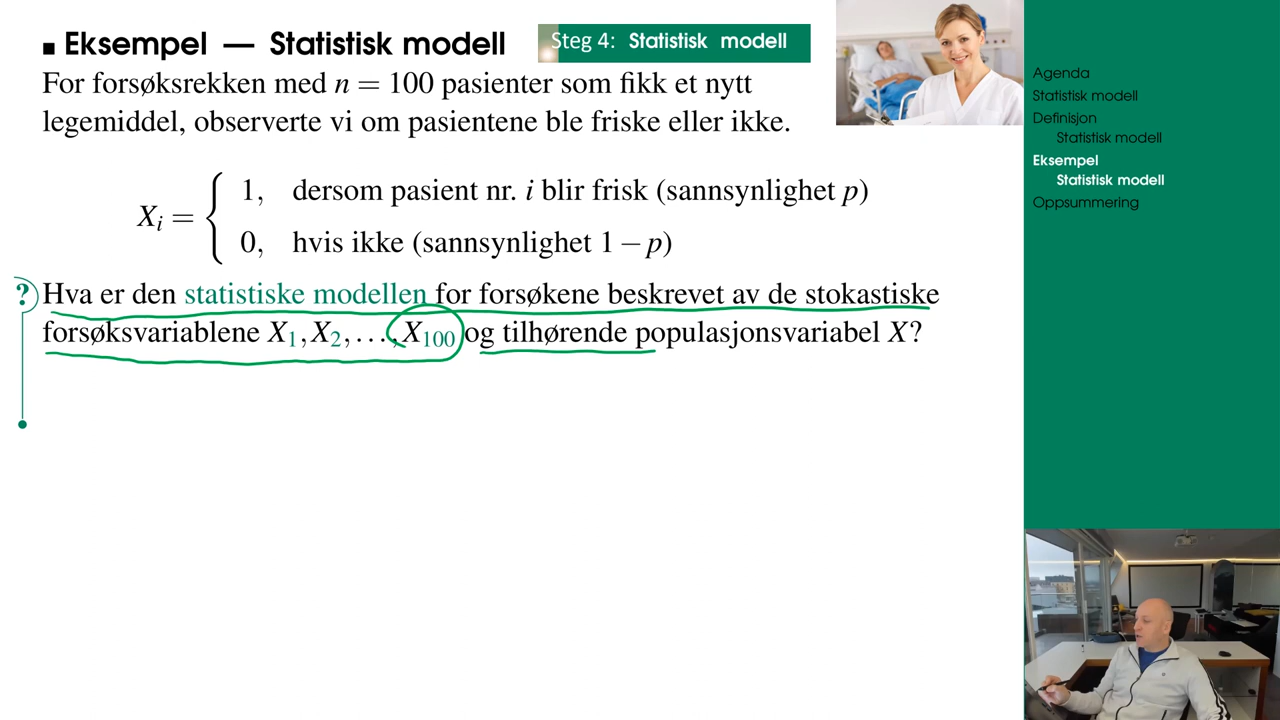 Eksempel — Statistisk modell
Steg 4: Statistisk modell
For forsøksrekken med n = 100 pasienter som fikk et nytt
legemiddel, observerte vi om pasientene ble friske eller ikke.
X_i = { 1, dersom pasient nr. i blir frisk (sannsynlighet p)
0, hvis ikke (sannsynlighet 1 − p)
? Hva er den statistiske modellen for forsøkene beskrevet av de stokastiske
forsøksvariablene X_1, X_2, ..., X_100 og tilhørende populasjonsvariabel X?
Agenda
Statistisk modell
Definisjon
Statistisk modell
Eksempel
Statistisk modell
Oppsummering